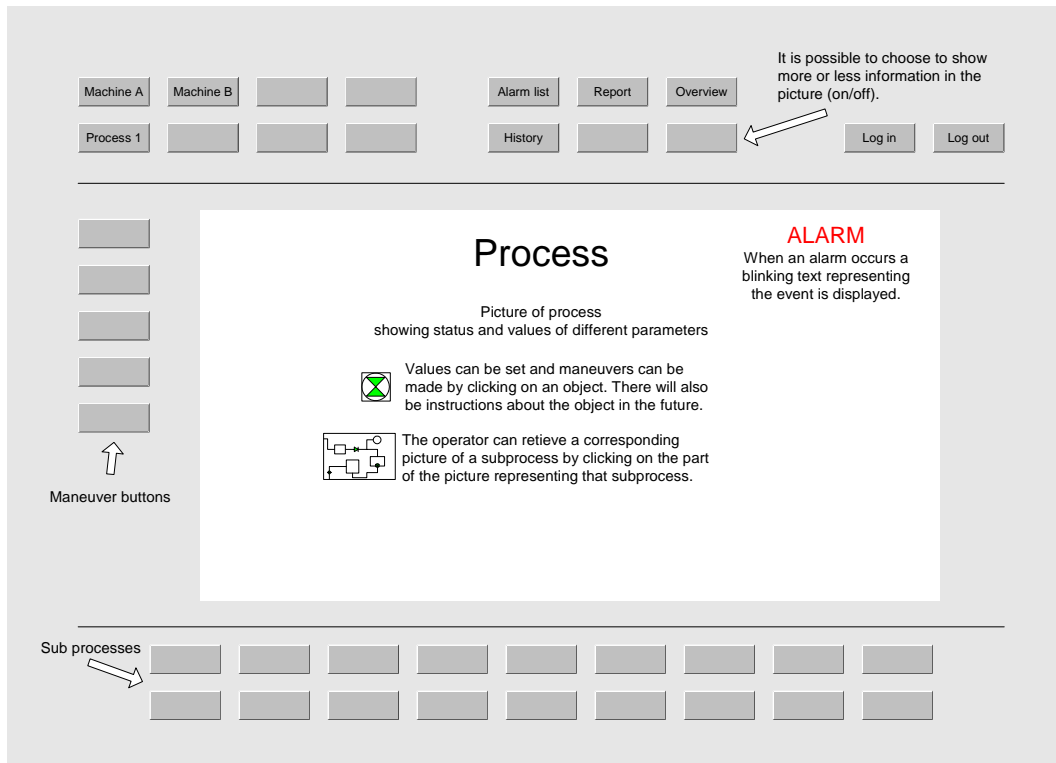 It is possible to choose to show
more or less information in the
picture (on/off).
Machine A
Machine B
Alarm list
Report
Overview
Process 1
History
Log in
Log out
Process
ALARM
When an alarm occurs a
blinking text representing
the event is displayed.
Picture of process
showing status and values of different parameters
Values can be set and maneuvers can be
made by clicking on an object. There will also
be instructions about the object in the future.
The operator can retieve a corresponding
picture of a subprocess by clicking on the part
of the picture representing that subprocess.
Maneuver buttons
Sub processes